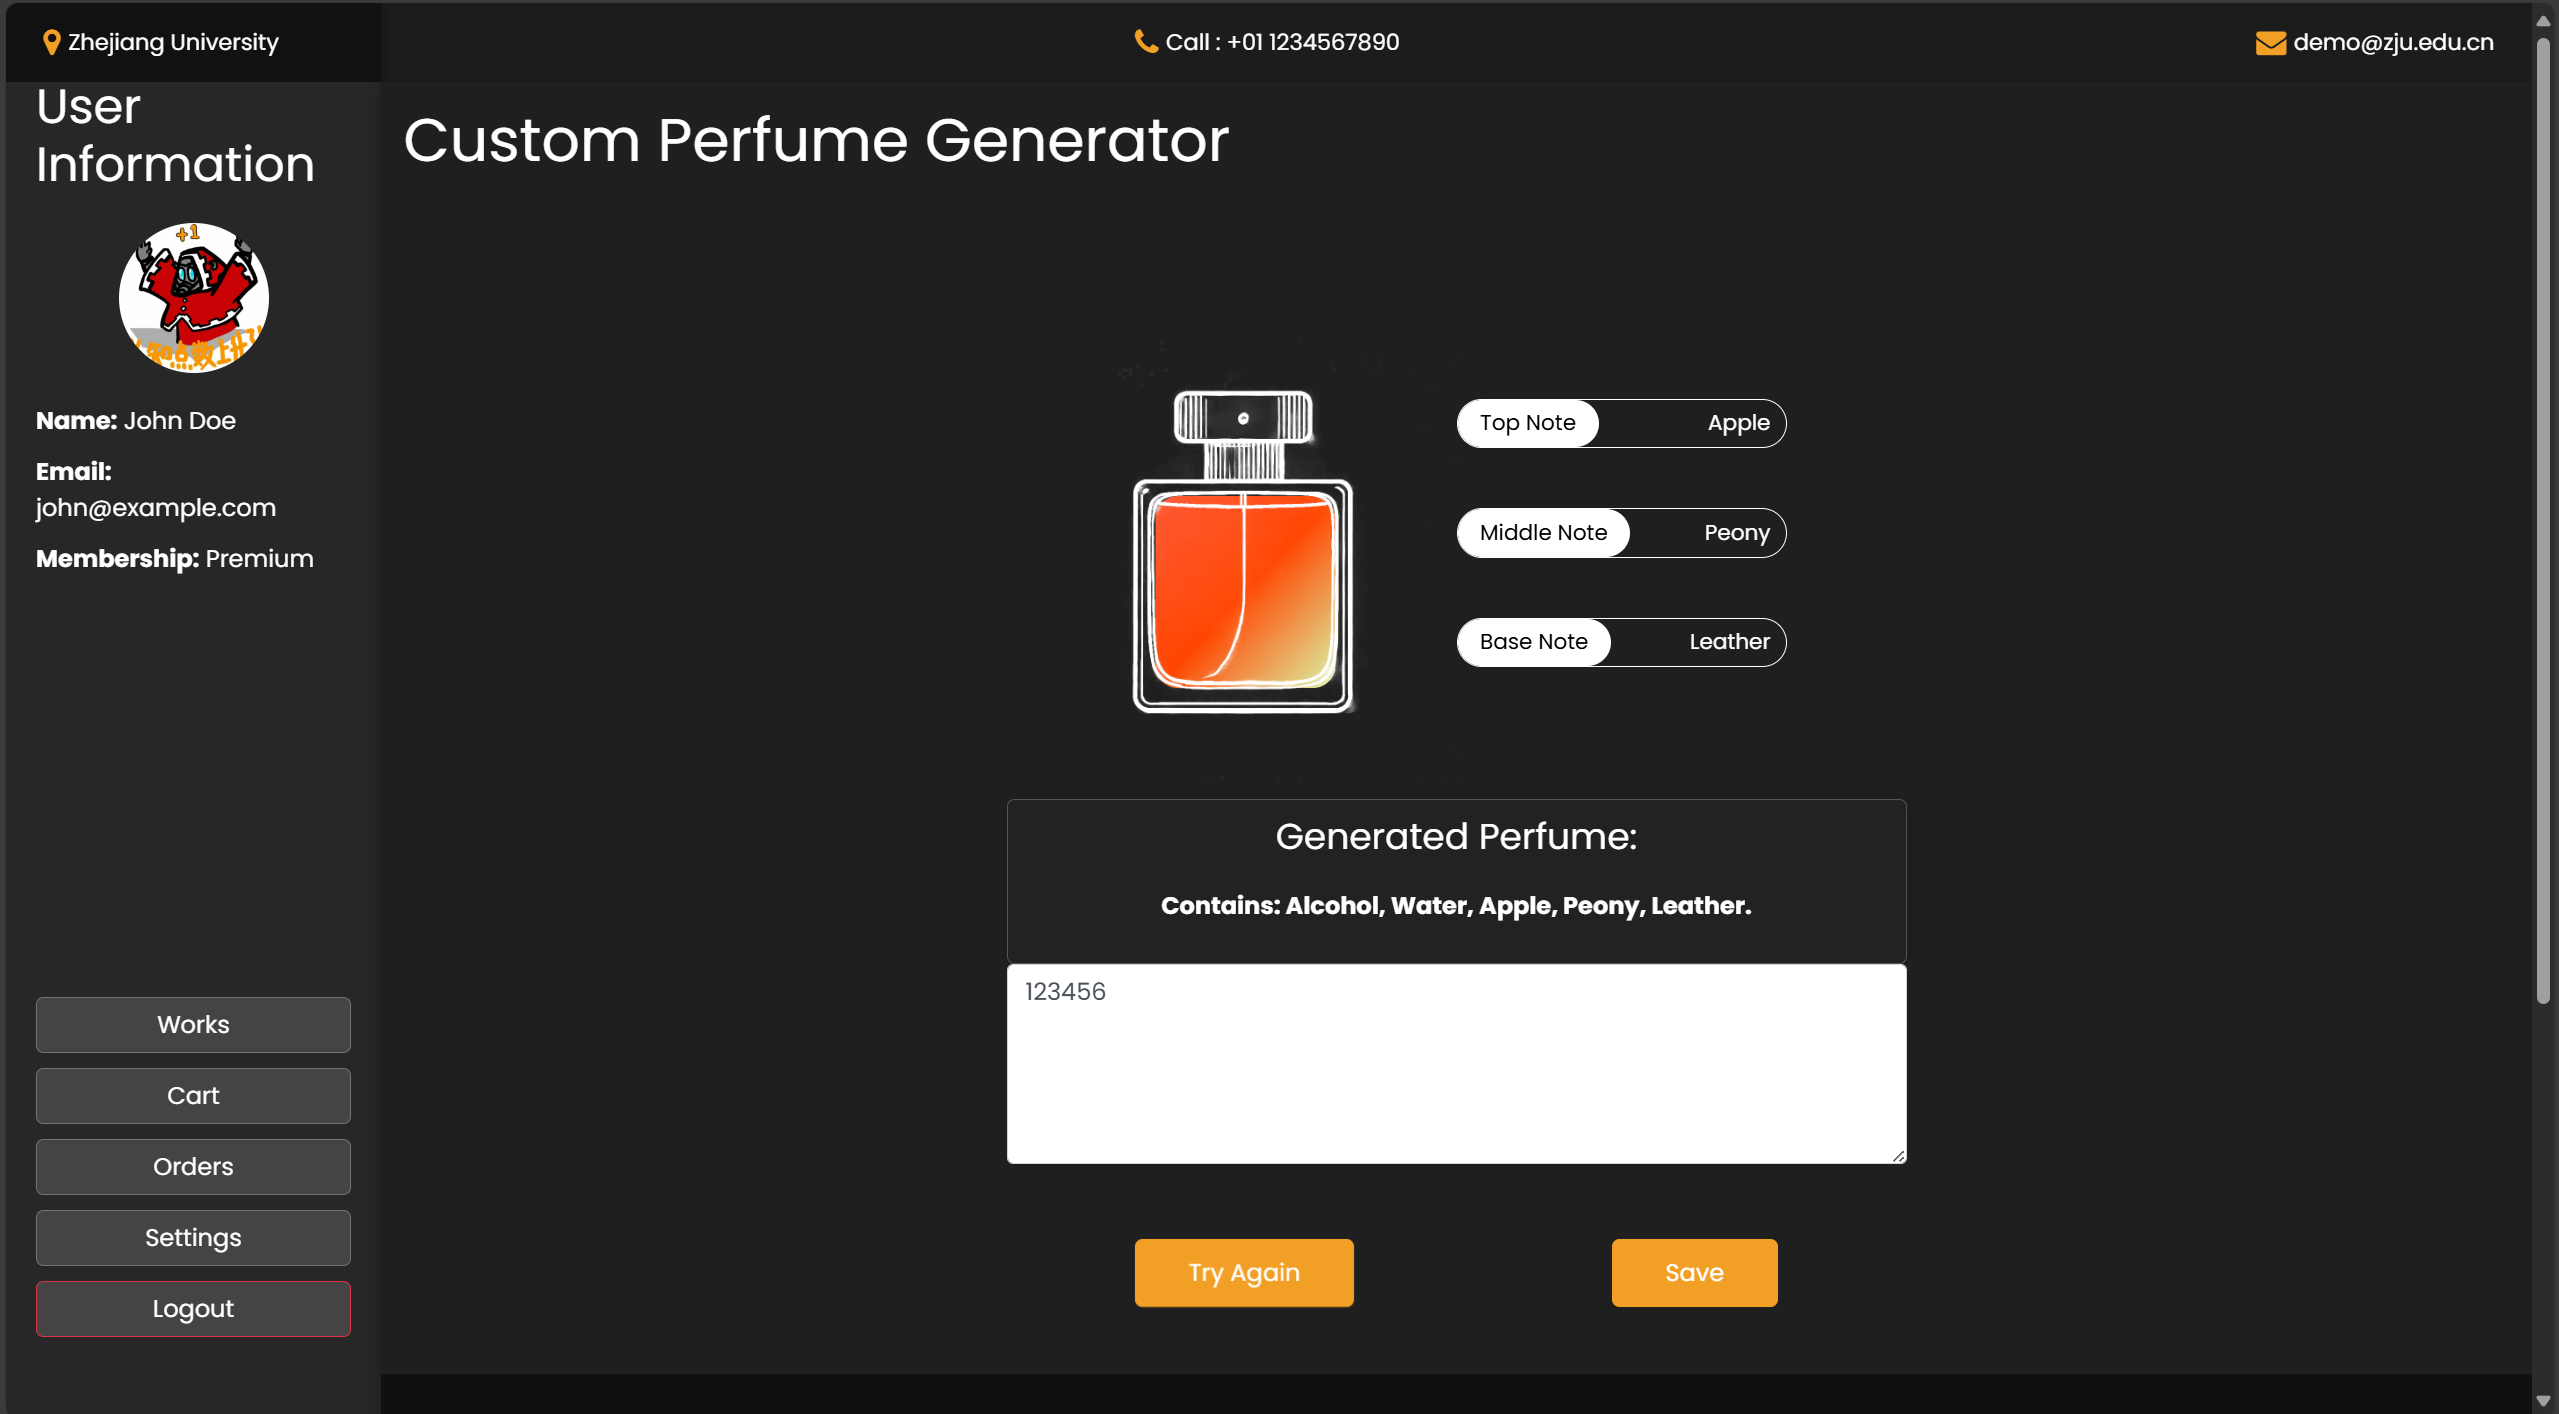 Zhejiang University
Call : +01 1234567890
demo@zju.edu.cn
User
Information
+1
Name: John Doe
Email:
john@example.com
Membership: Premium
Works
Cart
Orders
Settings
Logout
Custom Perfume Generator
Top Note Apple
Middle Note Peony
Base Note Leather
Generated Perfume:
Contains: Alcohol, Water, Apple, Peony, Leather.
123456
Try Again
Save